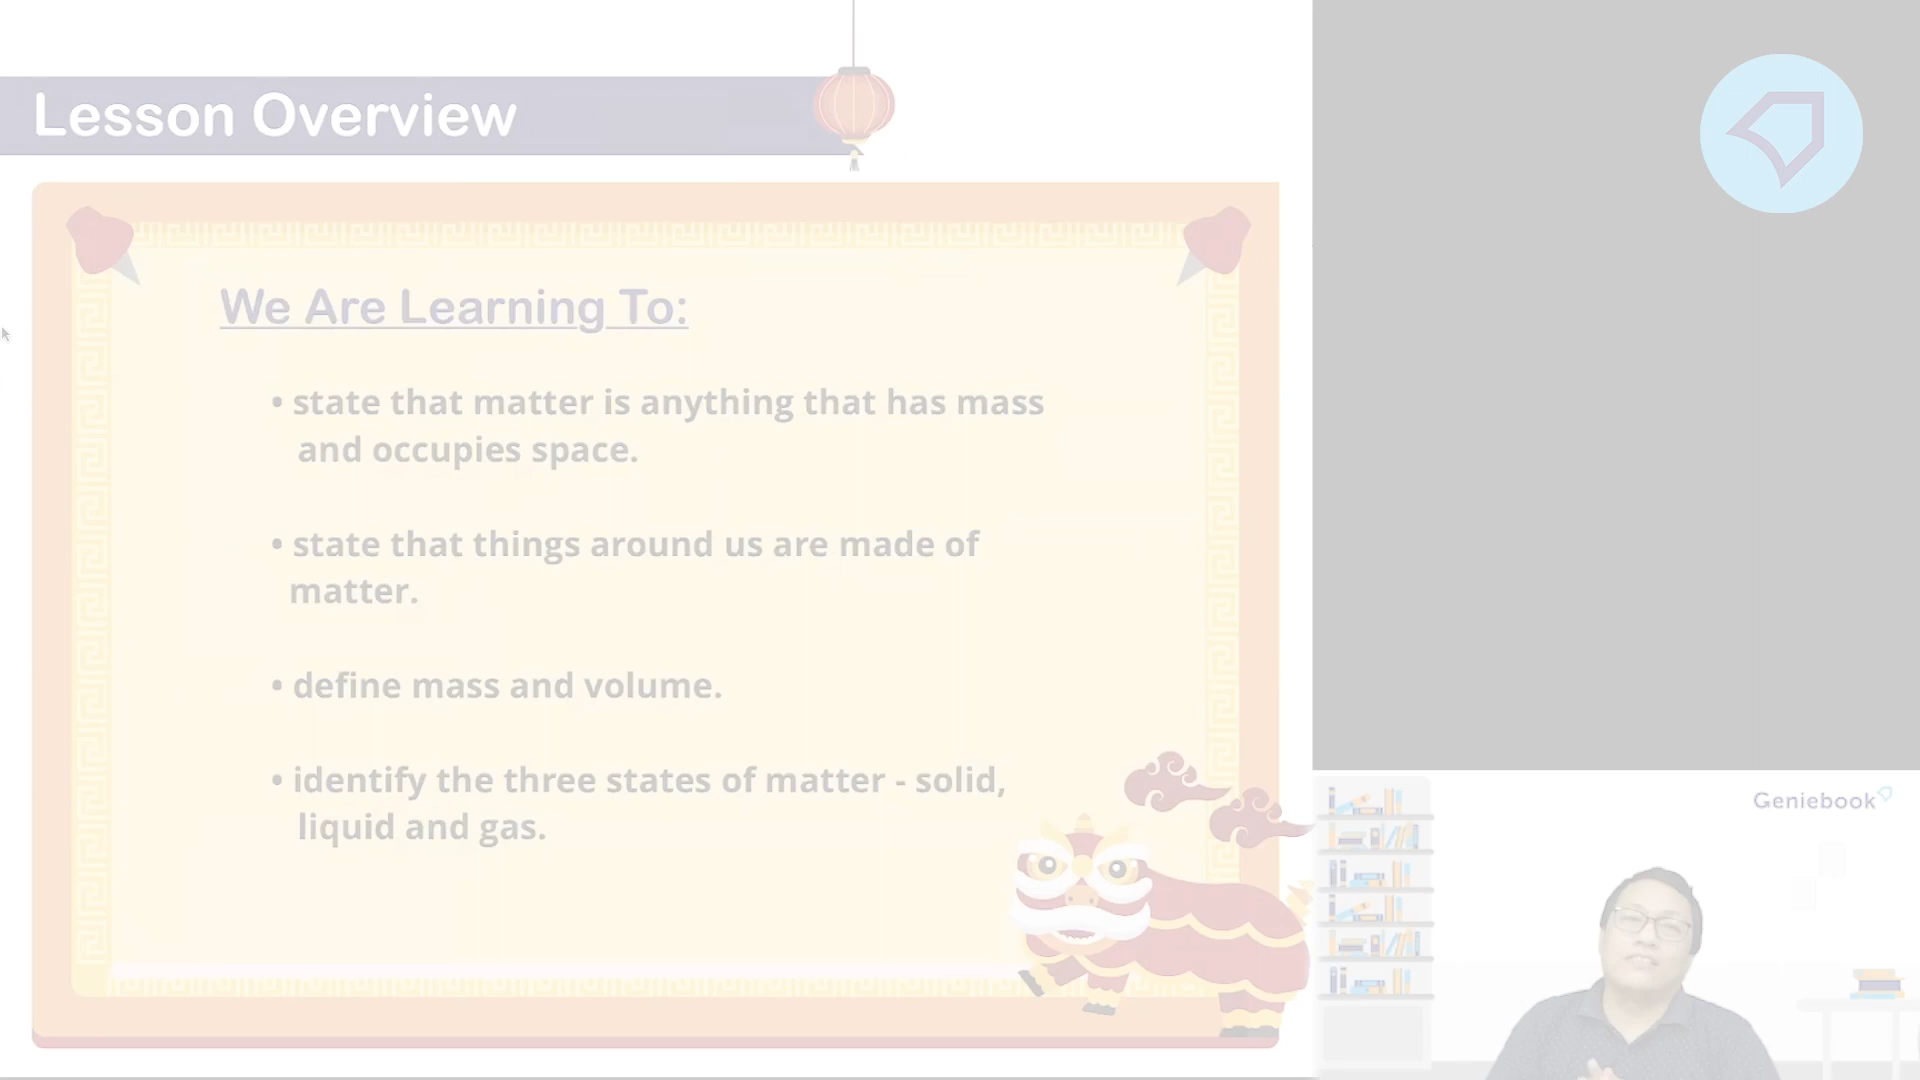 Lesson Overview
We Are Learning To:
• state that matter is anything that has mass
and occupies space.
• state that things around us are made of
matter.
• define mass and volume.
• identify the three states of matter - solid,
liquid and gas.
Geniebook